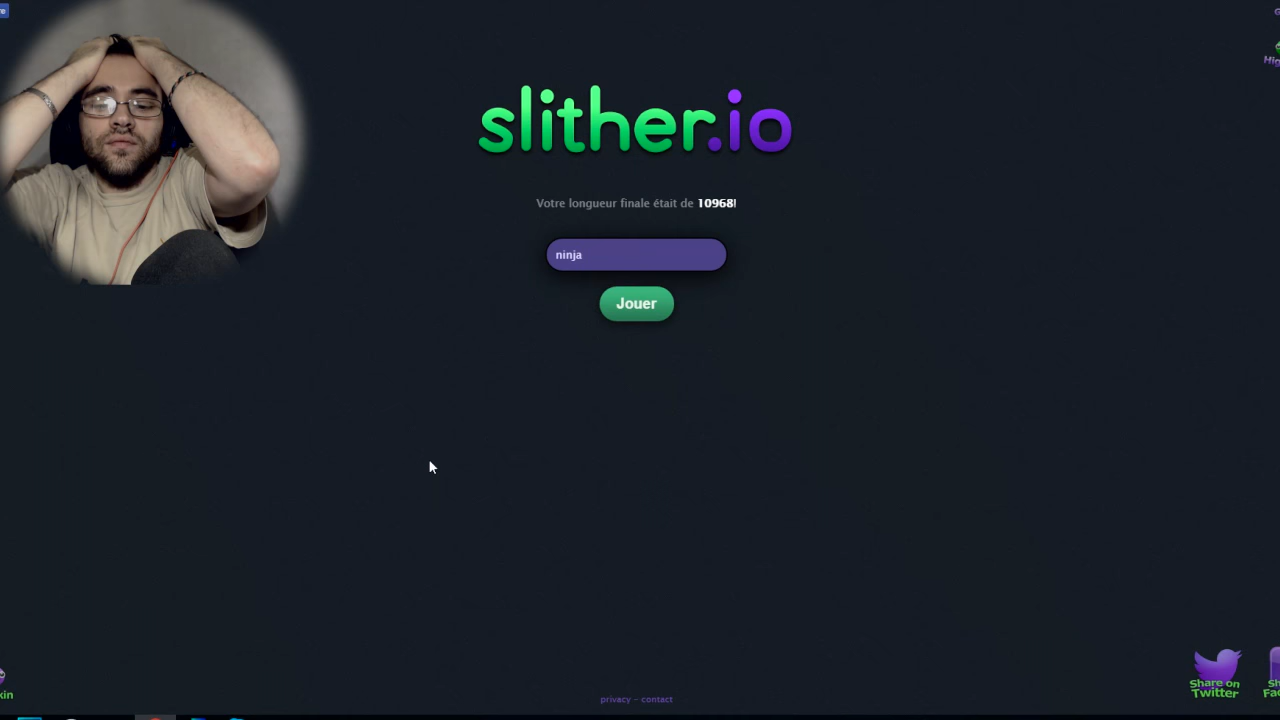 slither.io
Votre longueur finale était de 10968!
ninja
Jouer
Share on
Twitter
privacy - contact